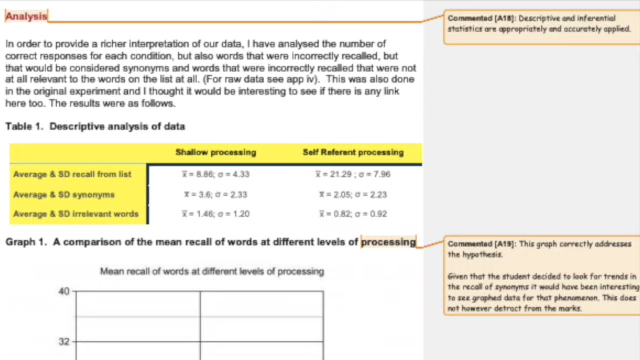 Analysis
Commented [A18]: Descriptive and inferential
statistics are appropriately and accurately applied.
In order to provide a richer interpretation of our data, I have analysed the number of
correct responses for each condition, but also words that were incorrectly recalled, but
that would be considered synonyms and words that were incorrectly recalled that were not
at all relevant to the words on the list at all. (For raw data see app iv). This was also done
in the original experiment and I thought it would be interesting to see if there is any link
here too. The results were as follows.
Table 1. Descriptive analysis of data
Shallow processing Self Referent processing
Average & SD recall from list x̅ = 8.86; σ = 4.33 x̅ = 21.29 ; σ = 7.96
Average & SD synonyms x̅ = 3.6; σ = 2.33 x̅ = 2.05; σ = 2.23
Average & SD irrelevant words x̅ = 1.46; σ = 1.20 x̅ = 0.82; σ = 0.92
Graph 1. A comparison of the mean recall of words at different levels of processing
Commented [A19]: This graph correctly addresses
the hypothesis.
Given that the student decided to look for trends in
the recall of synonyms it would have been interesting
to see graphed data for that phenomenon. This does
not however detract from the marks.
Mean recall of words at different levels of processing
40
32